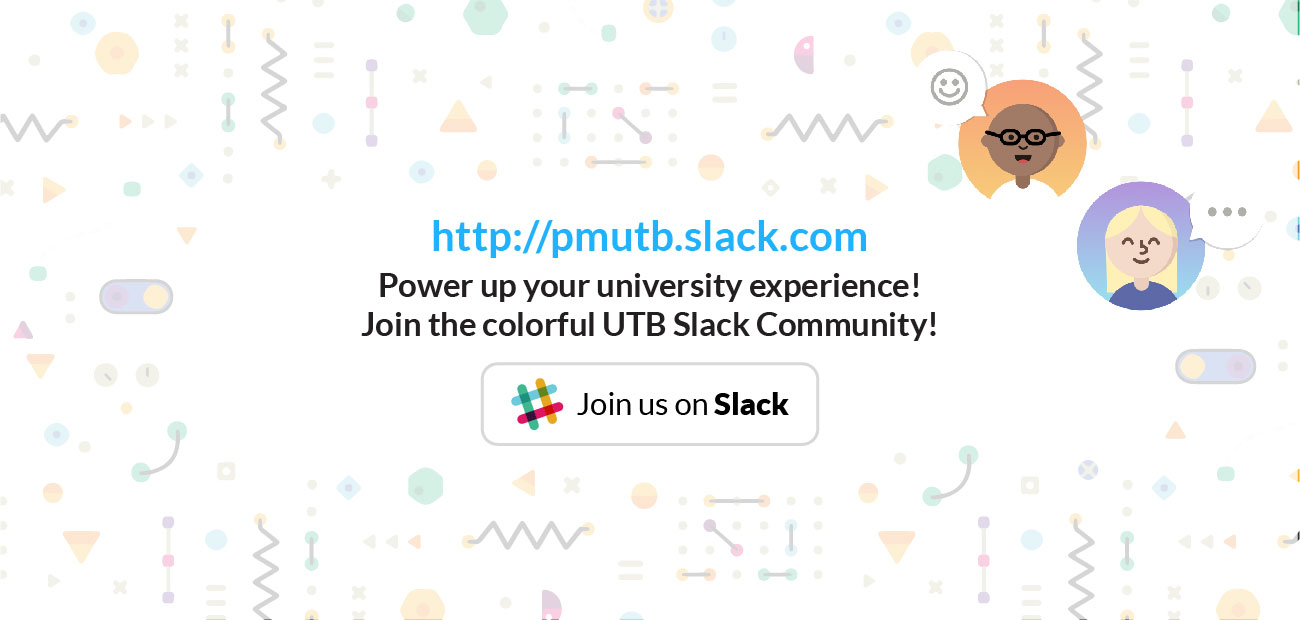 http://pmutb.slack.com
Power up your university experience!
Join the colorful UTB Slack Community!
Join us on Slack